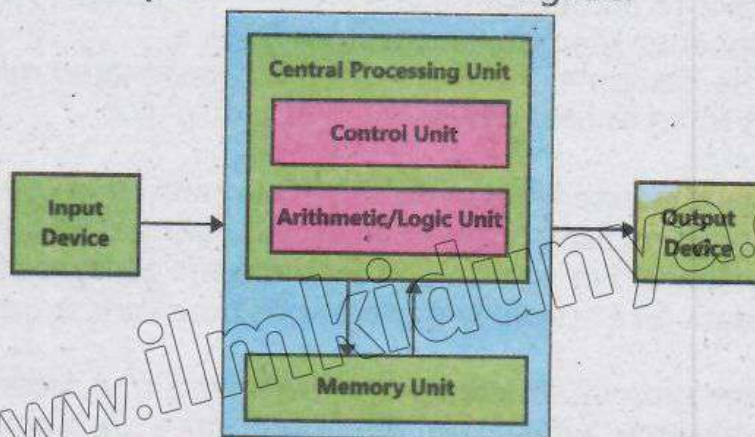 Central Processing Unit
Control Unit
Arithmetic/Logic Unit
Input
Device
Output
Device
Memory Unit
www.ilmkidunya.